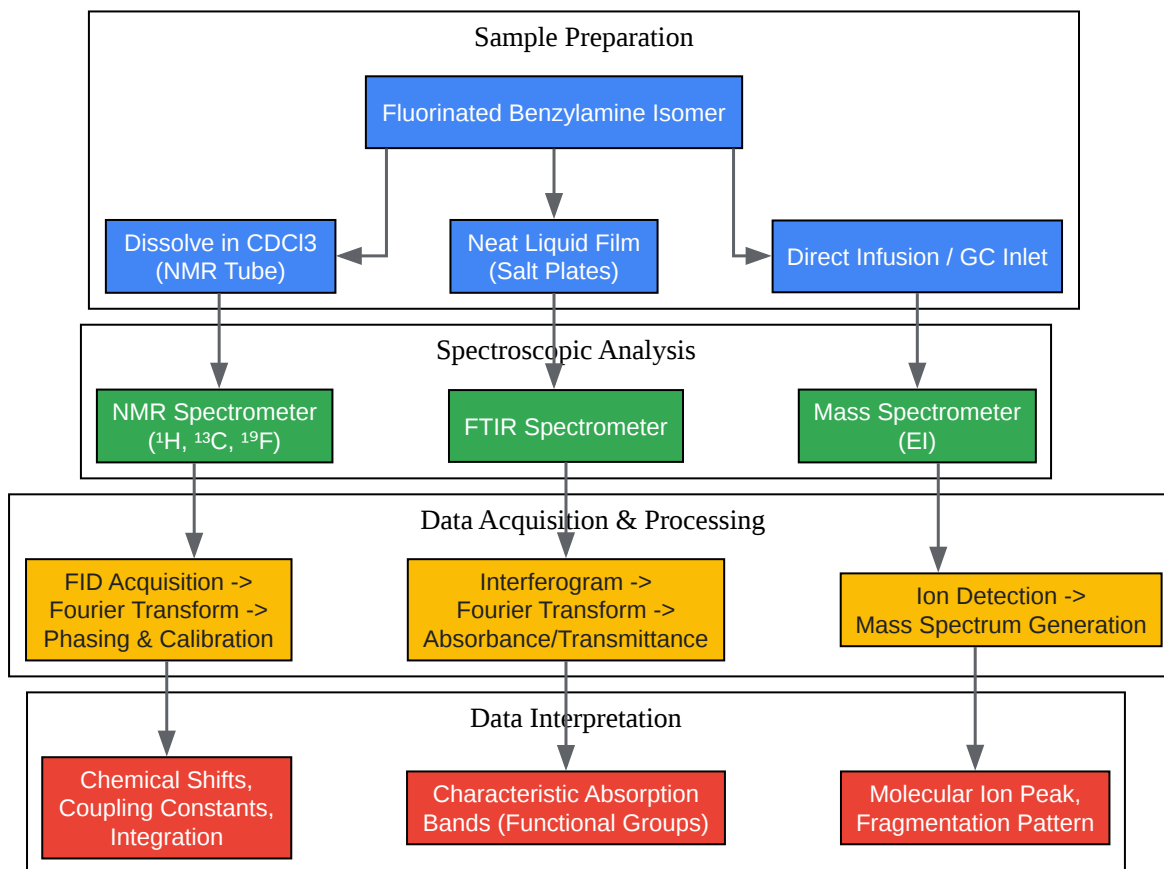 Sample Preparation
Fluorinated Benzylamine Isomer
Dissolve in CDCl3
(NMR Tube)
Neat Liquid Film
(Salt Plates)
Direct Infusion / GC Inlet
Spectroscopic Analysis
NMR Spectrometer
(¹H, ¹³C, ¹⁹F)
FTIR Spectrometer
Mass Spectrometer
(EI)
Data Acquisition & Processing
FID Acquisition ->
Fourier Transform ->
Phasing & Calibration
Interferogram ->
Fourier Transform ->
Absorbance/Transmittance
Ion Detection ->
Mass Spectrum Generation
Data Interpretation
Chemical Shifts,
Coupling Constants,
Integration
Characteristic Absorption
Bands (Functional Groups)
Molecular Ion Peak,
Fragmentation Pattern